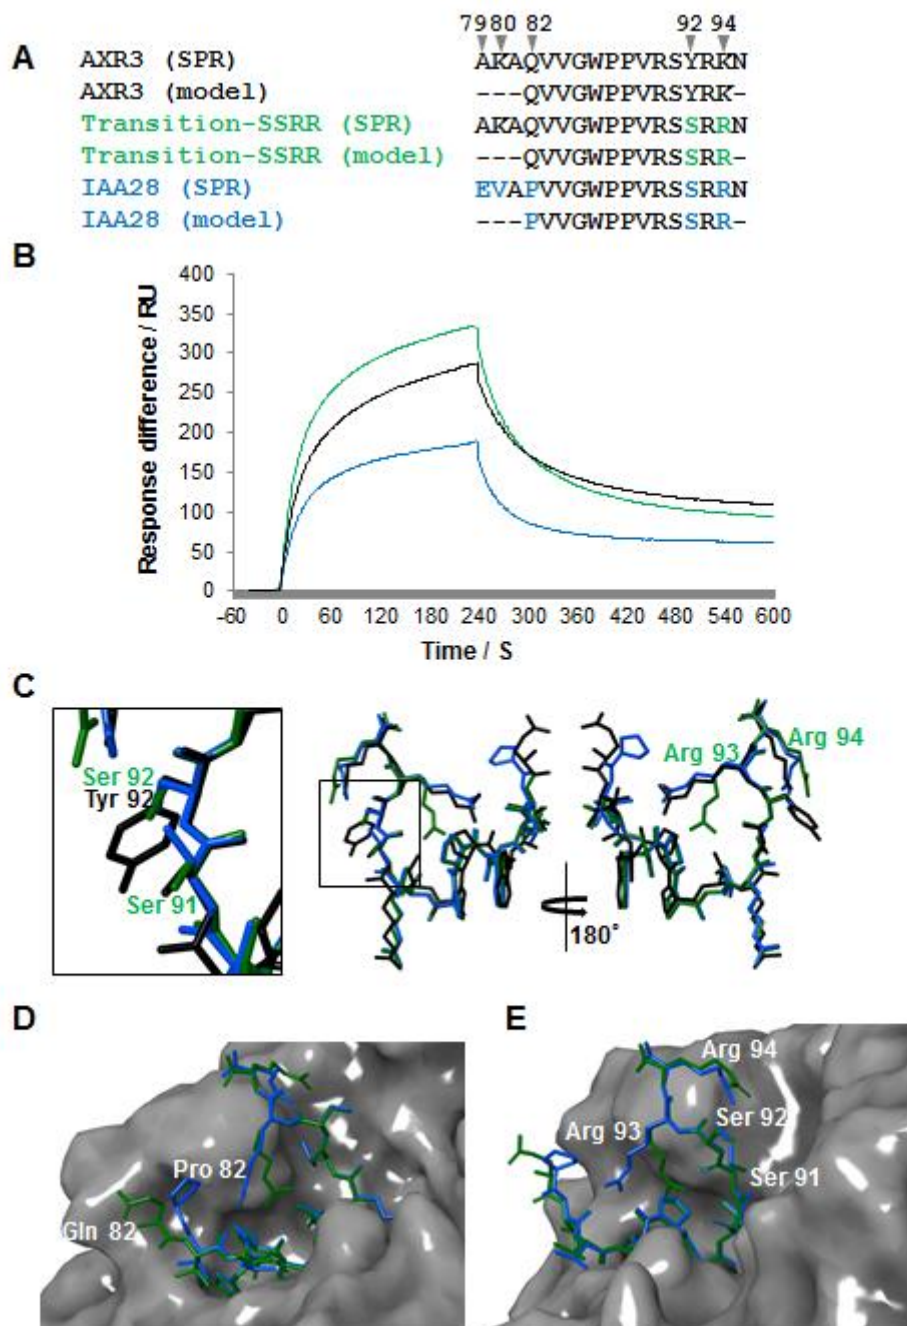 79 80 82 92 94
A
AXR3 (SPR) AKAQVVGWPPVRSYRKN
AXR3 (model) ---QVVGWPPVRSYRK-
Transition-SSRR (SPR) AKAQVVGWPPVRSSRRN
Transition-SSRR (model) ---QVVGWPPVRSSRR-
IAA28 (SPR) EVAPVVGWPPVRSSRRN
IAA28 (model) ---PVVGWPPVRSSRR-
B
Response difference / RU
400
350
300
250
200
150
100
50
0
-60 0 60 120 180 240 300 360 420 480 540 600
Time / S
C
Ser 92
Tyr 92
Ser 91
Arg 93
Arg 94
180°
D
Pro 82
Gln 82
E
Arg 94
Ser 92
Arg 93
Ser 91